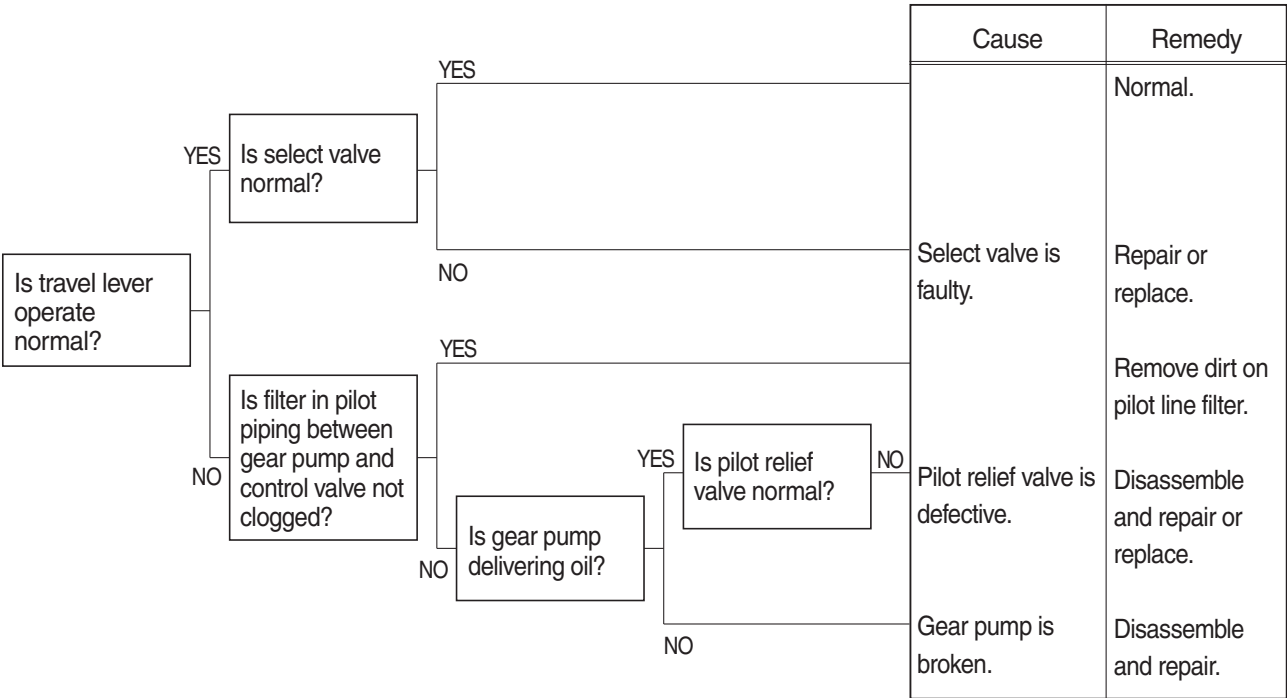 Cause
Remedy
YES
Normal.
YES
Is select valve
normal?
NO
Select valve is
faulty.
Repair or
replace.
Is travel lever
operate
normal?
YES
Remove dirt on
pilot line filter.
NO
Is filter in pilot
piping between
gear pump and
control valve not
clogged?
YES
Is pilot relief
valve normal?
NO
Pilot relief valve is
defective.
Disassemble
and repair or
replace.
NO
Is gear pump
delivering oil?
NO
Gear pump is
broken.
Disassemble
and repair.